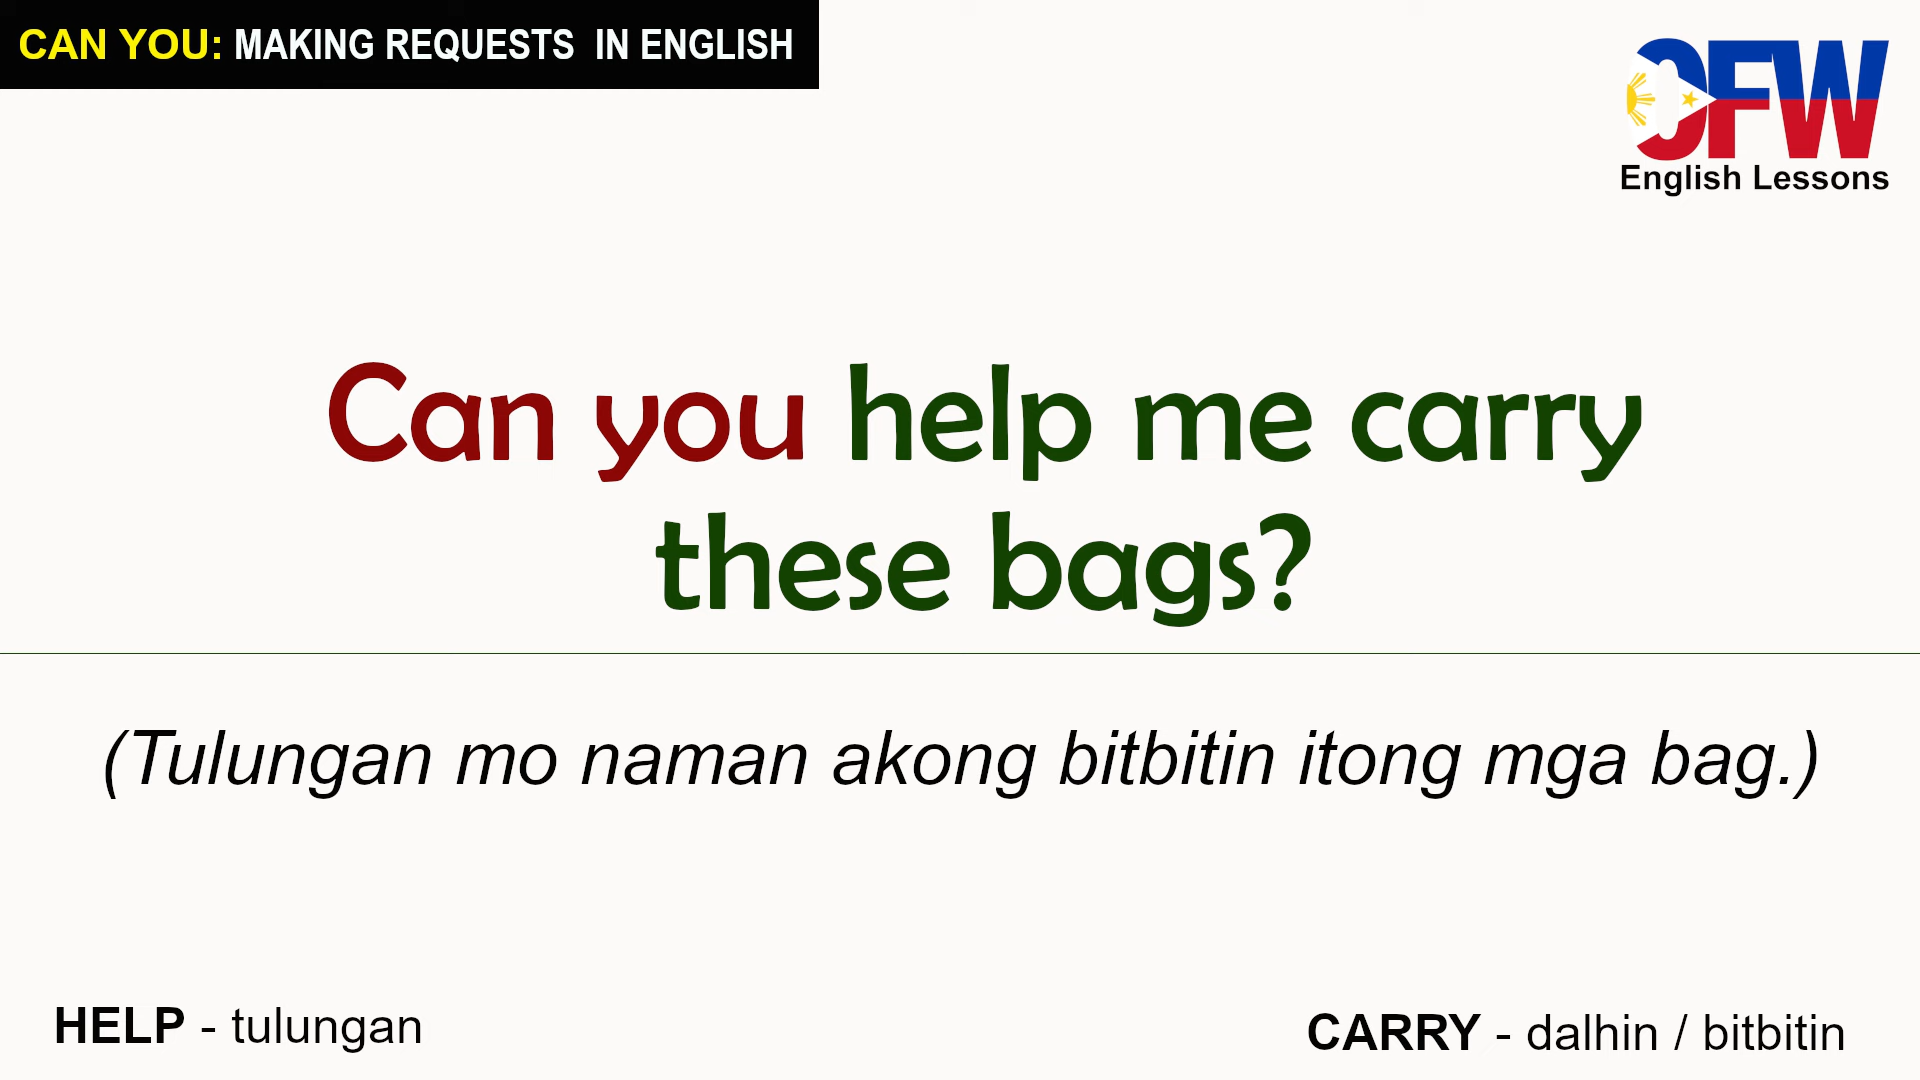 CAN YOU: MAKING REQUESTS IN ENGLISH
OFW
English Lessons
Can you help me carry
these bags?
(Tulungan mo naman akong bitbitin itong mga bag.)
HELP - tulungan
CARRY - dalhin / bitbitin